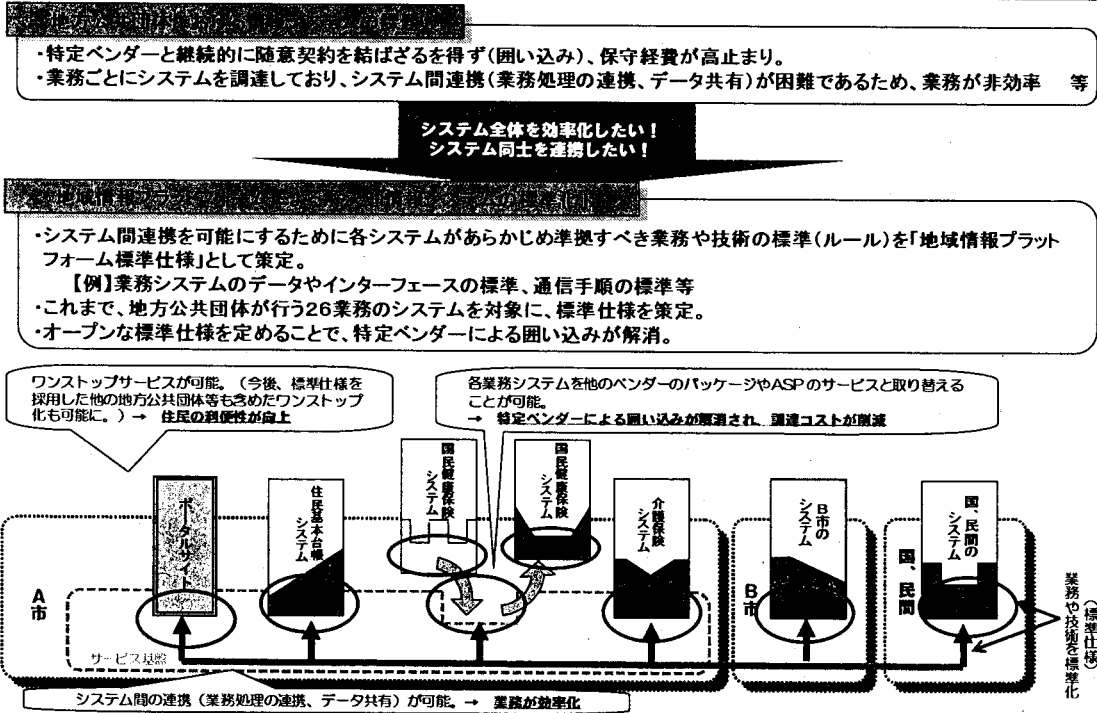 ・特定ベンダーと継続的に随意契約を結ばざるを得ず（囲い込み）、保守経費が高止まり。
・業務ごとにシステムを調達しており、システム間連携（業務処理の連携、データ共有）が困難であるため、業務が非効率　等
システム全体を効率化したい！
システム同士を連携したい！
・システム間連携を可能にするために各システムがあらかじめ準拠すべき業務や技術の標準（ルール）を「地域情報プラット
フォーム標準仕様」として策定。
【例】業務システムのデータやインターフェースの標準、通信手順の標準等
・これまで、地方公共団体が行う26業務のシステムを対象に、標準仕様を策定。
・オープンな標準仕様を定めることで、特定ベンダーによる囲い込みが解消。
ワンストップサービスが可能。（今後、標準仕様を
採用した他の地方公共団体等も含めたワンストップ
化も可能に。）→ 住民の利便性が向上
各業務システムを他のベンダーのパッケージやASPのサービスと取り替える
ことが可能。
→ 特定ベンダーによる囲い込みが解消され、調達コストが削減
ポータルサイト
住民基本台帳
システム
国民健康保険
システム
国民健康保険
システム
介護保険
システム
B市の
システム
国、民間の
システム
A市
B市
国、民間
サービス基盤
（標準仕様）
業務や技術を標準化
システム間の連携（業務処理の連携、データ共有）が可能。→ 業務が効率化